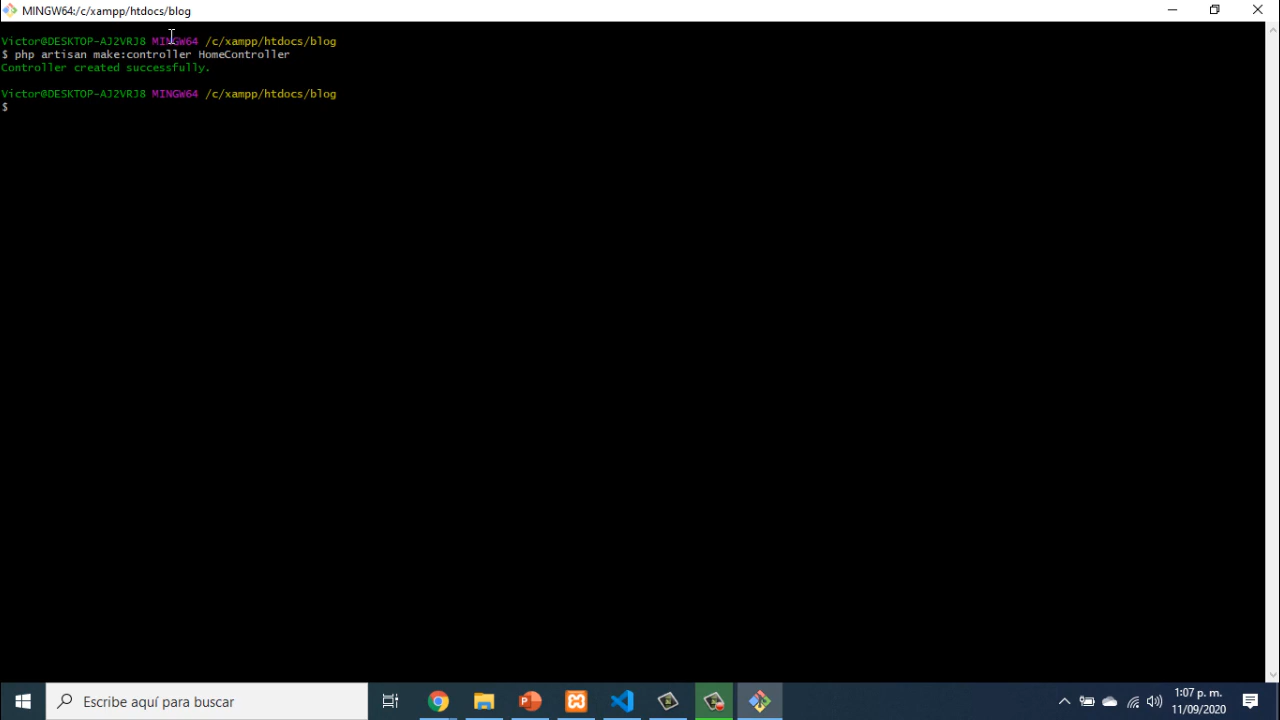 MINGW64:/c/xampp/htdocs/blog
Victor@DESKTOP-AJ2VRJ8 MINGW64 /c/xampp/htdocs/blog
$ php artisan make:controller HomeController
Controller created successfully.
Victor@DESKTOP-AJ2VRJ8 MINGW64 /c/xampp/htdocs/blog
$
Escribe aquí para buscar
1:07 p. m.
11/09/2020